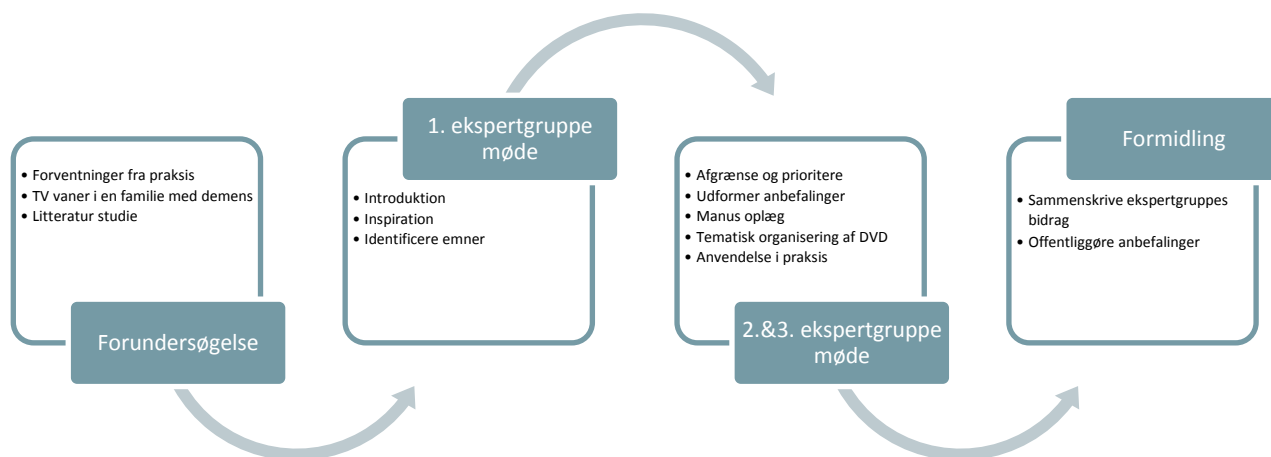 • Forventninger fra praksis
• TV vaner i en familie med demens
• Litteratur studie
Forundersøgelse
1. ekspertgruppe
møde
• Introduktion
• Inspiration
• Identificere emner
• Afgrænse og prioritere
• Udformer anbefalinger
• Manus oplæg
• Tematisk organisering af DVD
• Anvendelse i praksis
2.&3. ekspertgruppe
møde
Formidling
• Sammenskrive ekspertgruppes
bidrag
• Offentliggøre anbefalinger